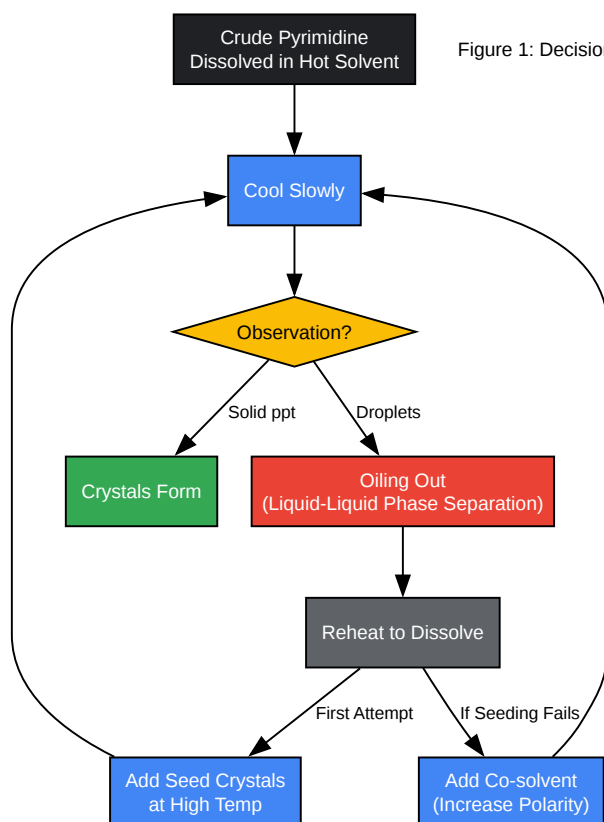 Crude Pyrimidine
Dissolved in Hot Solvent
Figure 1: Decision
Cool Slowly
Observation?
Solid ppt
Droplets
Crystals Form
Oiling Out
(Liquid-Liquid Phase Separation)
Reheat to Dissolve
First Attempt
If Seeding Fails
Add Seed Crystals
at High Temp
Add Co-solvent
(Increase Polarity)